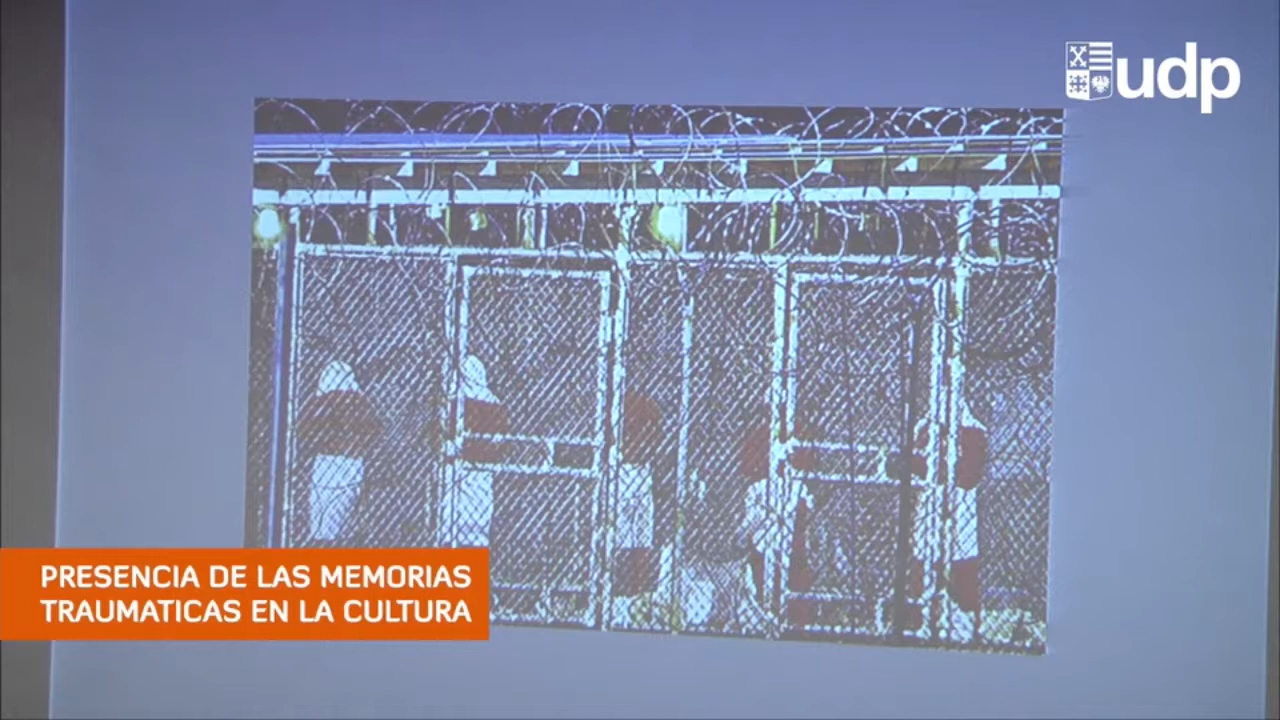 udp
PRESENCIA DE LAS MEMORIAS
TRAUMATICAS EN LA CULTURA